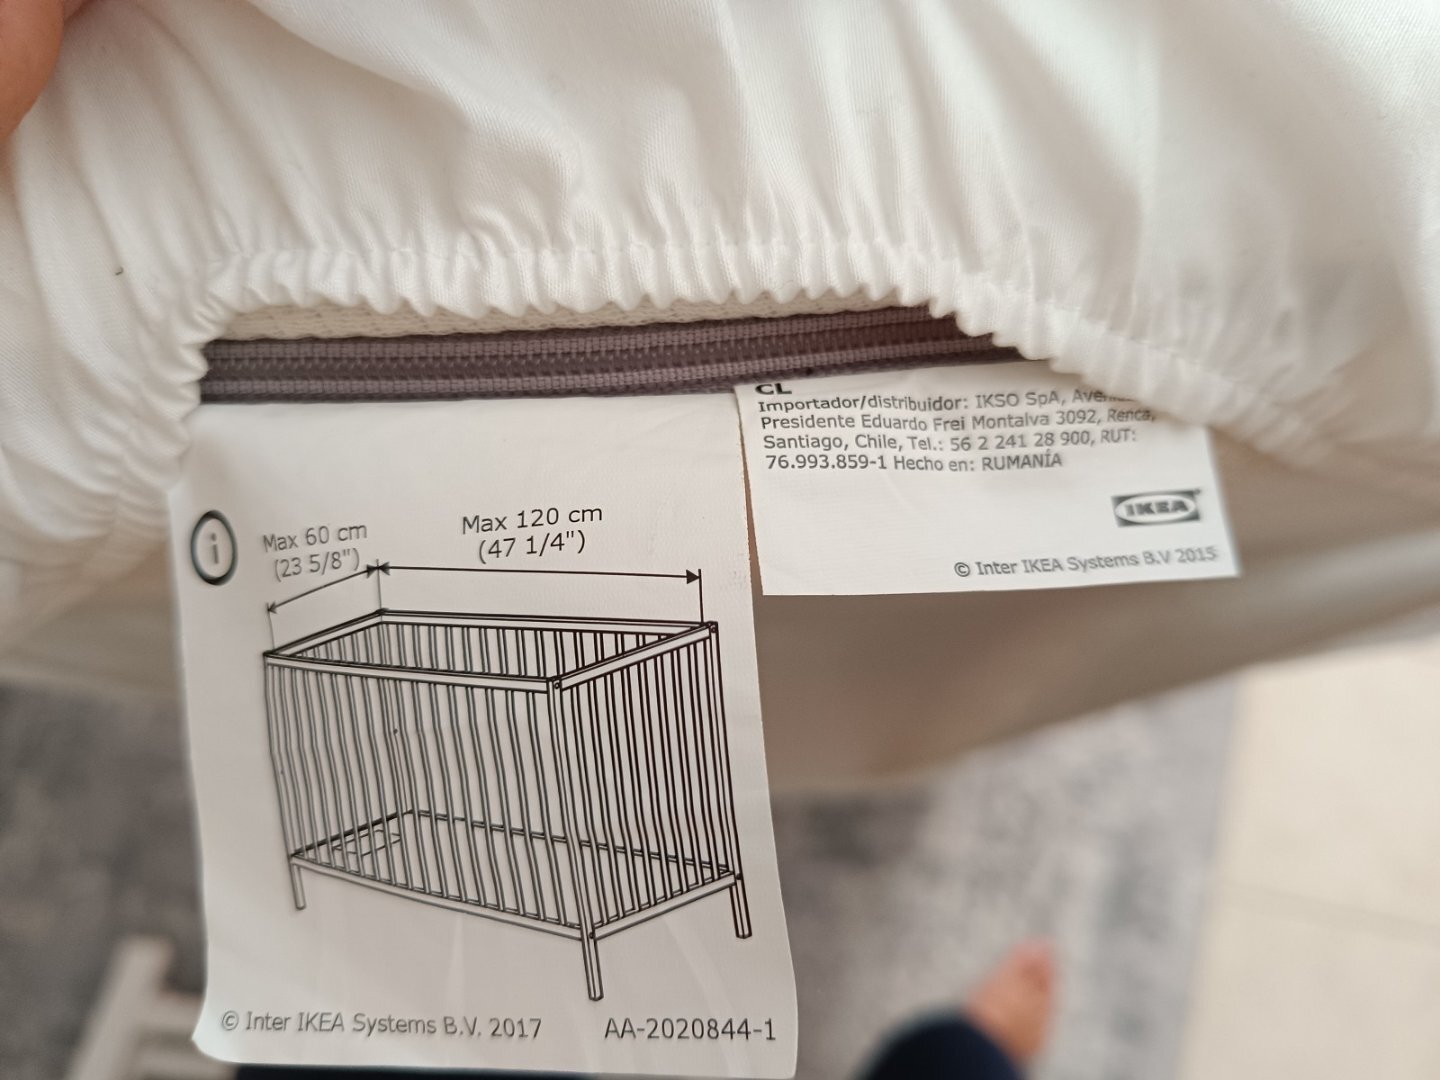 CL
Importador/distribuidor: IKSO SpA,
Presidente Eduardo Frei Montalva 3092, Renca,
Santiago, Chile, Tel.: 56 2 241 28 900, RUT:
76.993.859-1 Hecho en: RUMANÍA
IKEA
© Inter IKEA Systems B.V 2015
i
Max 60 cm
(23 5/8")
Max 120 cm
(47 1/4")
© Inter IKEA Systems B.V. 2017
AA-2020844-1